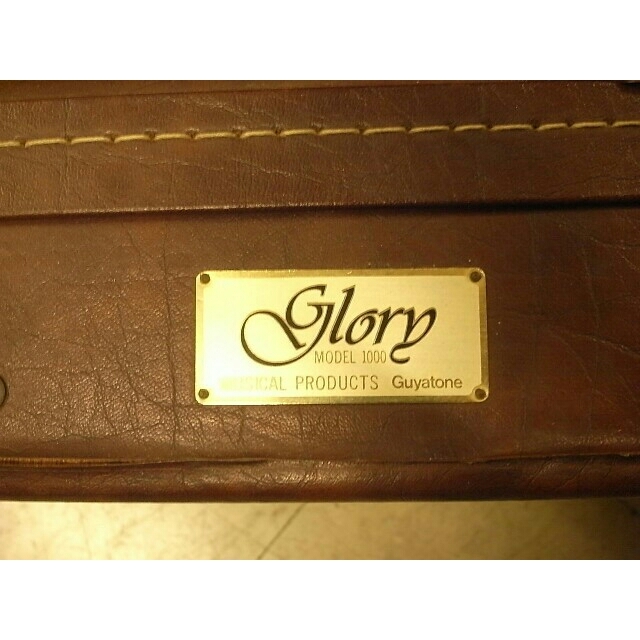 Glory
MODEL 1000
MUSICAL PRODUCTS Guyatone